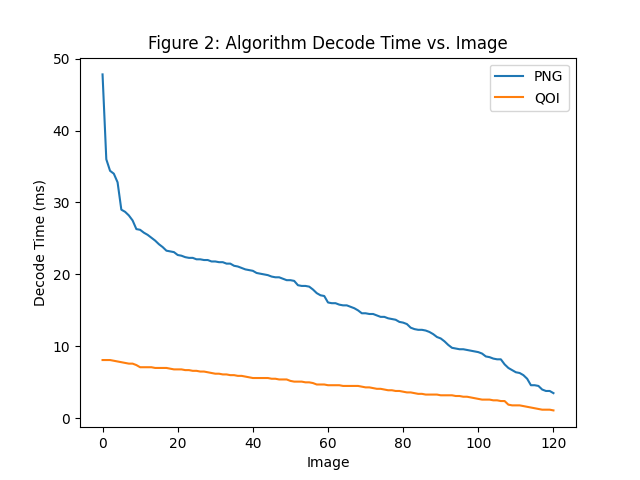 Figure 2: Algorithm Decode Time vs. Image
PNG
QOI
Decode Time (ms)
50
40
30
20
10
0
0 20 40 60 80 100 120
Image